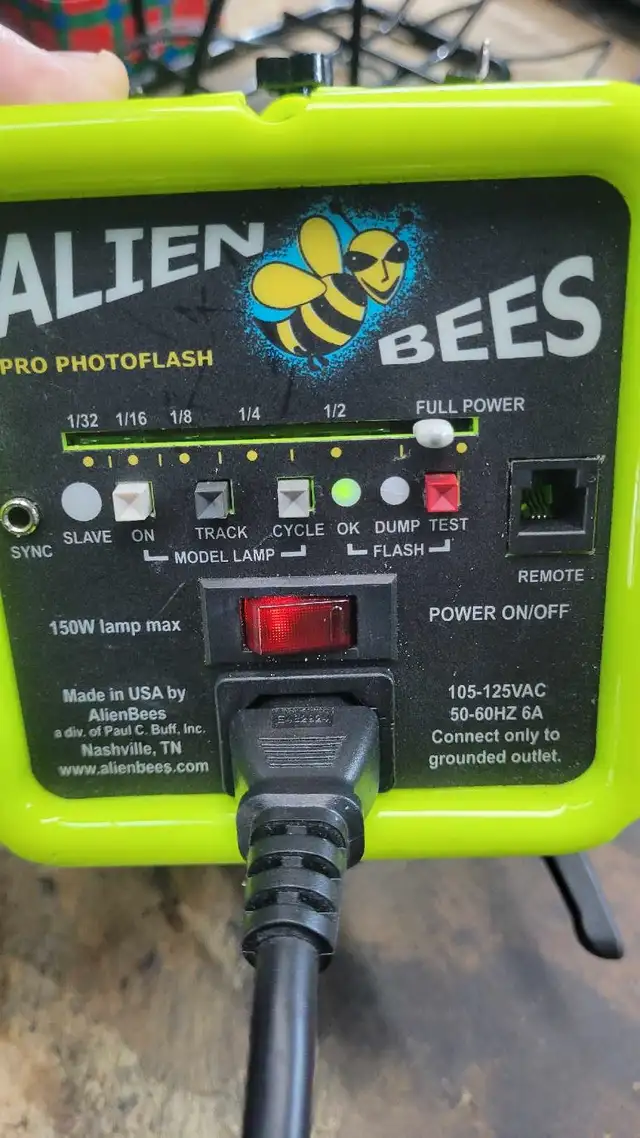 ALIEN
BEES
PRO PHOTOFLASH
1/32 1/16 1/8 1/4 1/2 FULL POWER
SYNC SLAVE ON TRACK CYCLE OK DUMP TEST
MODEL LAMP FLASH
REMOTE
150W lamp max
POWER ON/OFF
Made in USA by
AlienBees
a div. of Paul C. Buff, Inc.
Nashville, TN
www.alienbees.com
105-125VAC
50-60HZ 6A
Connect only to
grounded outlet.